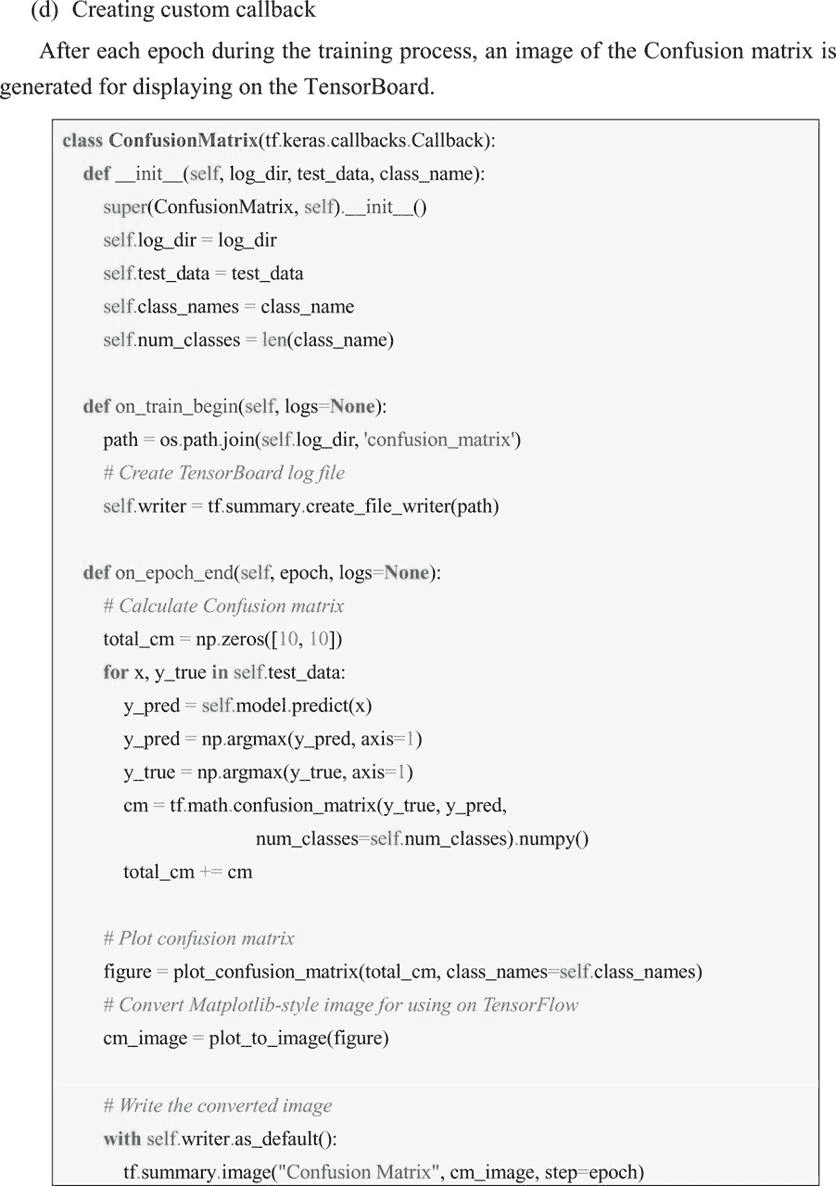 (d) Creating custom callback
After each epoch during the training process, an image of the Confusion matrix is
generated for displaying on the TensorBoard.
class ConfusionMatrix(tf.keras.callbacks.Callback):
def __init__(self, log_dir, test_data, class_name):
super(ConfusionMatrix, self).__init__()
self.log_dir = log_dir
self.test_data = test_data
self.class_names = class_name
self.num_classes = len(class_name)
def on_train_begin(self, logs=None):
path = os.path.join(self.log_dir, 'confusion_matrix')
# Create TensorBoard log file
self.writer = tf.summary.create_file_writer(path)
def on_epoch_end(self, epoch, logs=None):
# Calculate Confusion matrix
total_cm = np.zeros([10, 10])
for x, y_true in self.test_data:
y_pred = self.model.predict(x)
y_pred = np.argmax(y_pred, axis=1)
y_true = np.argmax(y_true, axis=1)
cm = tf.math.confusion_matrix(y_true, y_pred,
num_classes=self.num_classes).numpy()
total_cm += cm
# Plot confusion matrix
figure = plot_confusion_matrix(total_cm, class_names=self.class_names)
# Convert Matplotlib-style image for using on TensorFlow
cm_image = plot_to_image(figure)
# Write the converted image
with self.writer.as_default():
tf.summary.image("Confusion Matrix", cm_image, step=epoch)